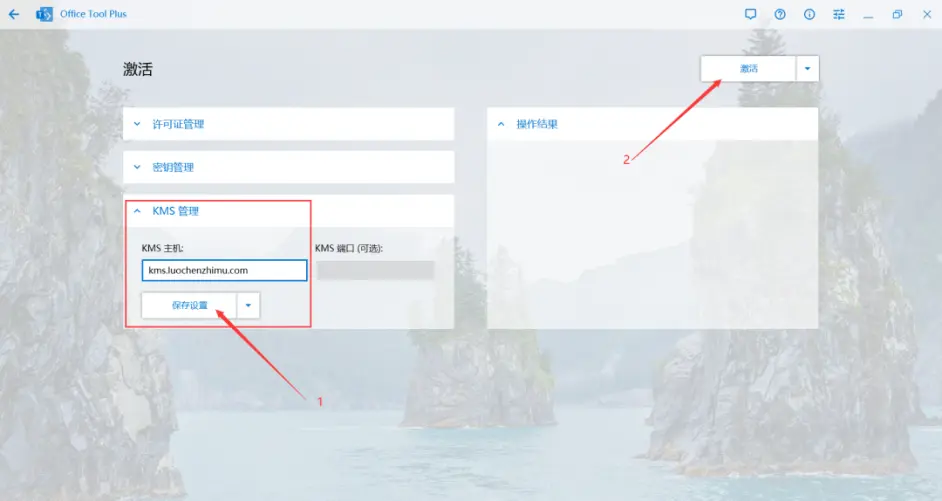 Office Tool Plus
激活
激活
许可证管理
操作结果
2
密钥管理
KMS 管理
KMS 主机:
KMS 端口 (可选):
kms.luochenzhimu.com
保存设置
1